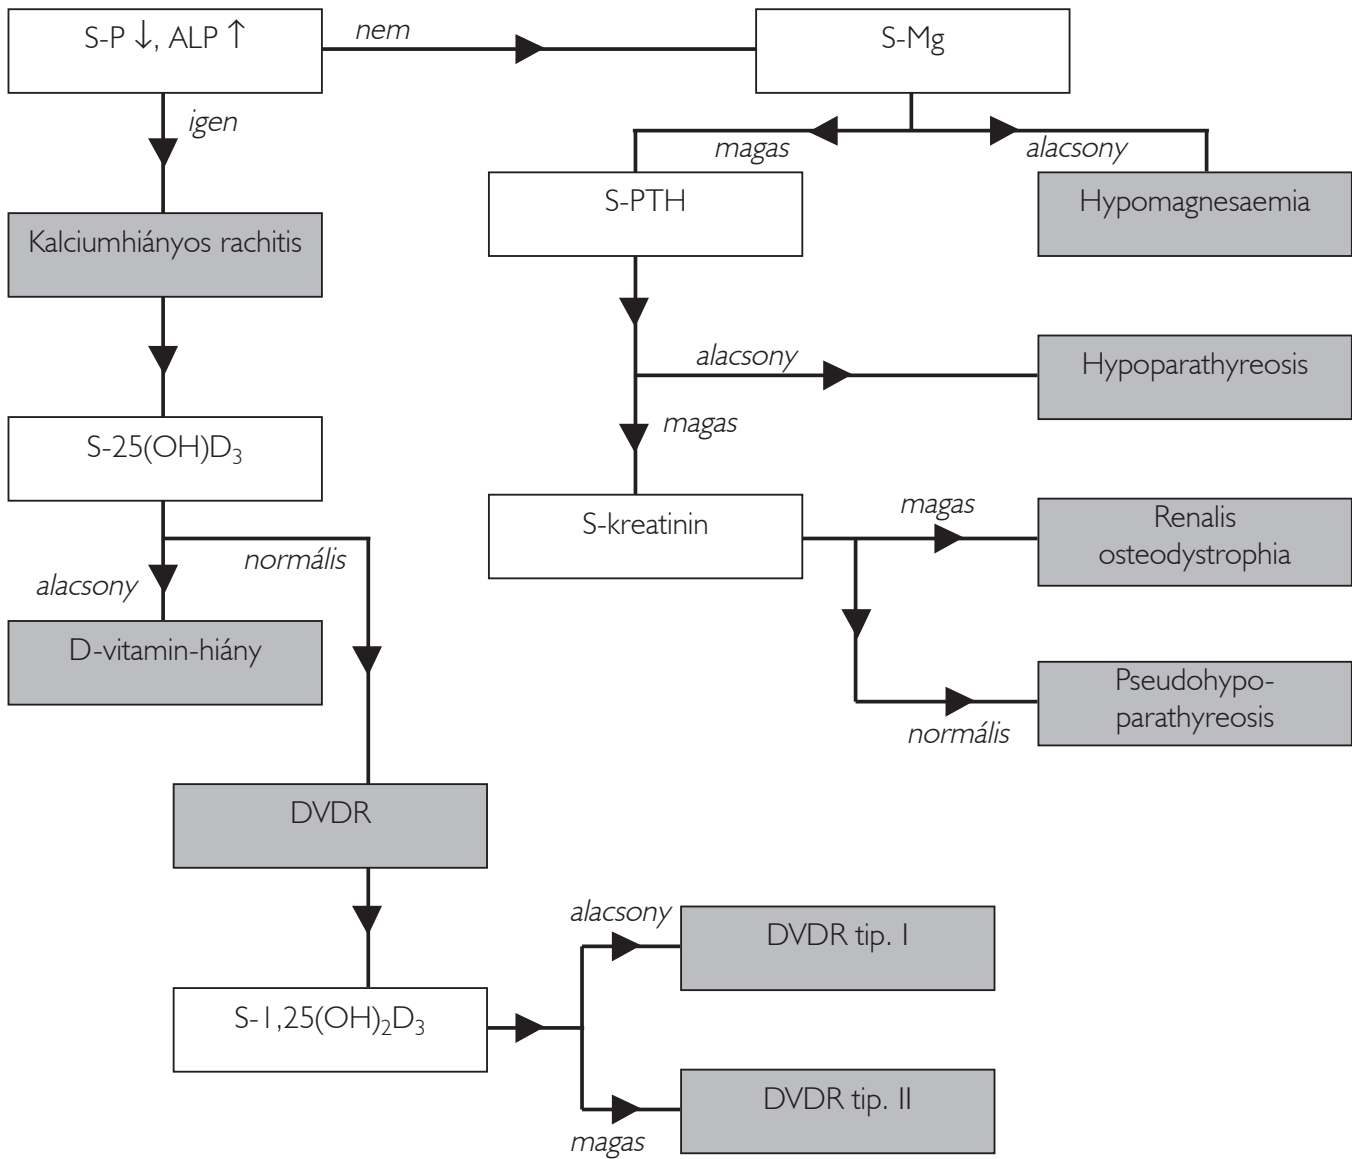 S-P ↓, ALP ↑
nem
S-Mg
igen
magas
alacsony
S-PTH
Hypomagnesaemia
Kalciumhiányos rachitis
alacsony
Hypoparathyreosis
magas
S-25(OH)D₃
S-kreatinin
magas
Renalis
osteodystrophia
normális
alacsony
D-vitamin-hiány
Pseudohypo-
parathyreosis
normális
DVDR
alacsony
DVDR tip. I
S-1,25(OH)₂D₃
DVDR tip. II
magas